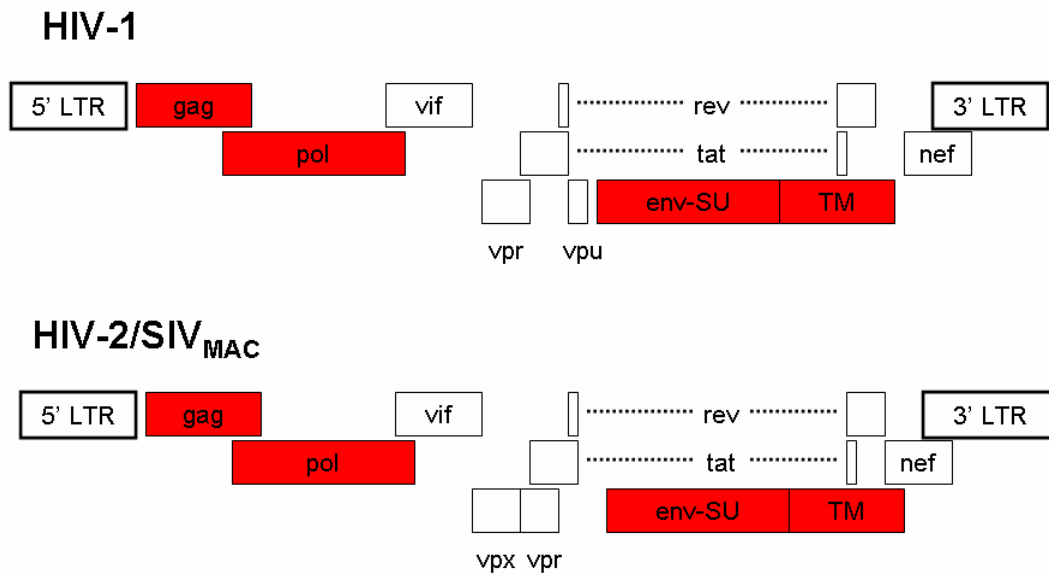 HIV-1
5’ LTR gag vif rev 3’ LTR
pol tat nef
env-SU TM
vpr vpu
HIV-2/SIVMAC
5’ LTR gag vif rev 3’ LTR
pol tat nef
env-SU TM
vpx vpr